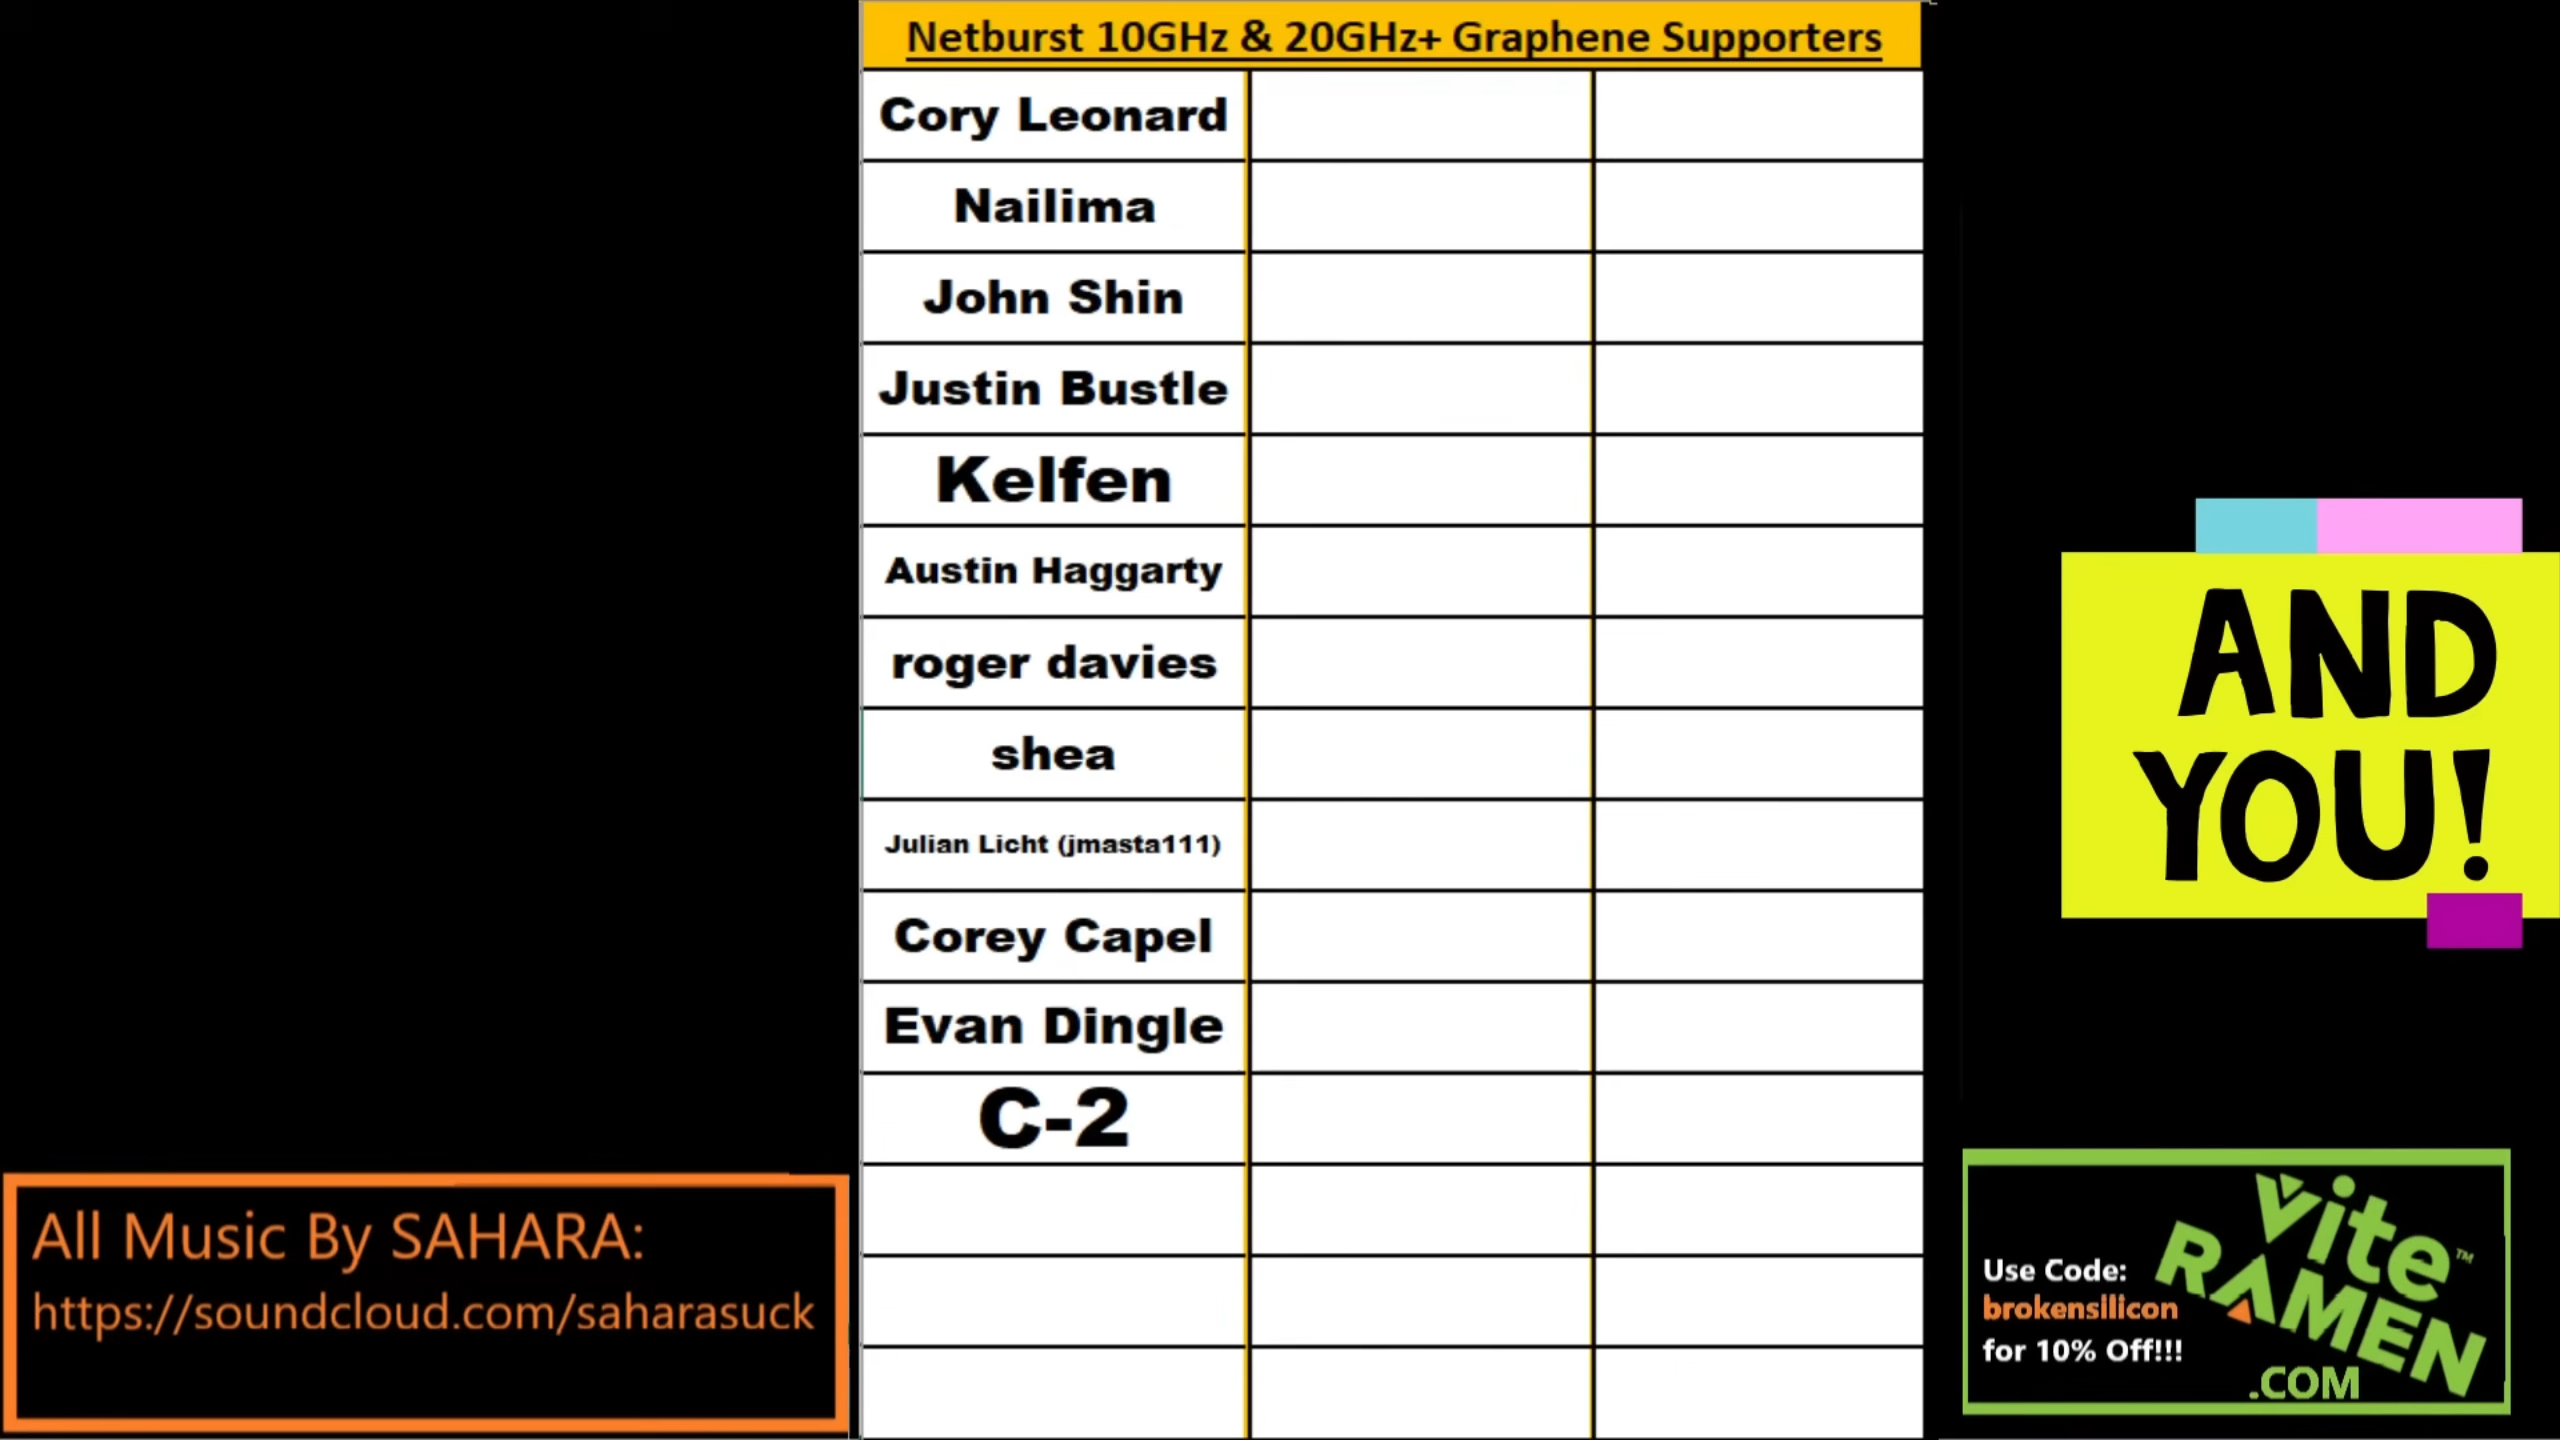 Netburst 10GHz & 20GHz+ Graphene Supporters
Cory Leonard
Nailima
John Shin
Justin Bustle
Kelfen
Austin Haggarty
roger davies
shea
Julian Licht (jmasta111)
Corey Capel
Evan Dingle
C-2
AND
YOU!
All Music By SAHARA:
https://soundcloud.com/saharasuck
Use Code:
brokensilicon
for 10% Off!!!
Vite™
RAMEN
.COM